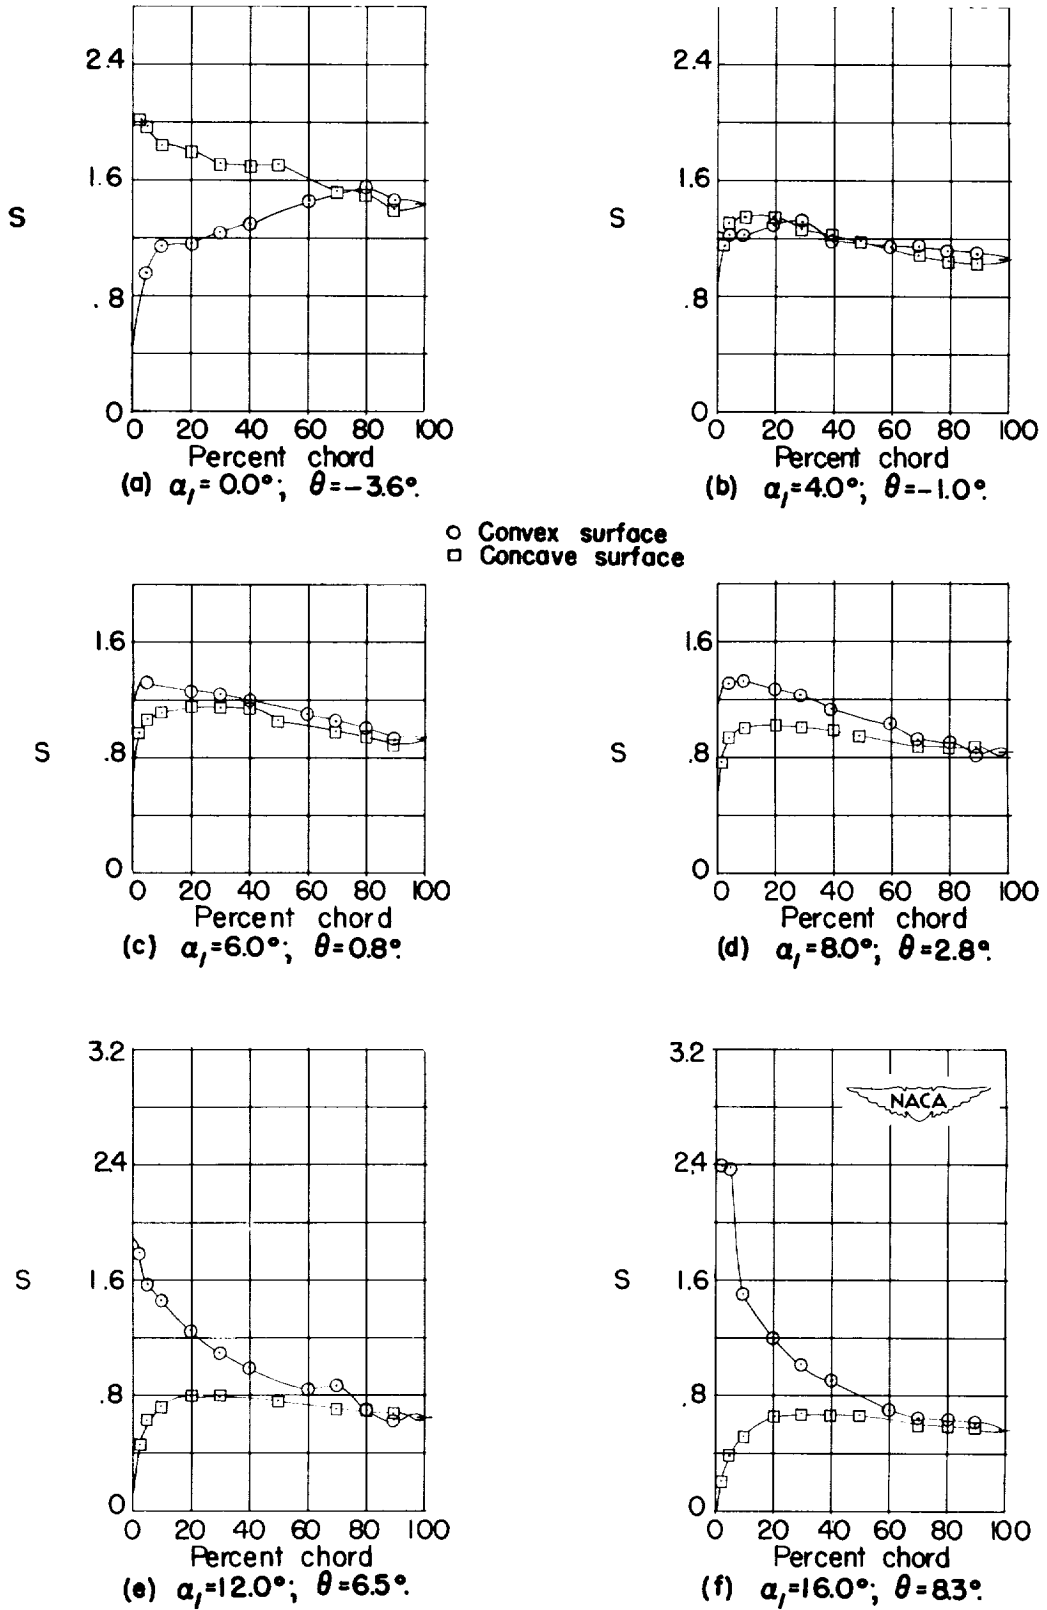 2.4
1.6
S
.8
0
0 20 40 60 80 100
Percent chord
(a) α₁=0.0°; θ=-3.6°.
2.4
1.6
S
.8
0
0 20 40 60 80 100
Percent chord
(b) α₁=4.0°; θ=-1.0°.
Convex surface
Concave surface
1.6
S
.8
0
0 20 40 60 80 100
Percent chord
(c) α₁=6.0°; θ=0.8°.
1.6
S
.8
0
0 20 40 60 80 100
Percent chord
(d) α₁=8.0°; θ=2.8°.
3.2
2.4
1.6
S
.8
0
0 20 40 60 80 100
Percent chord
(e) α₁=12.0°; θ=6.5°.
3.2
NACA
2.4
1.6
S
.8
0
0 20 40 60 80 100
Percent chord
(f) α₁=16.0°; θ=8.3°.